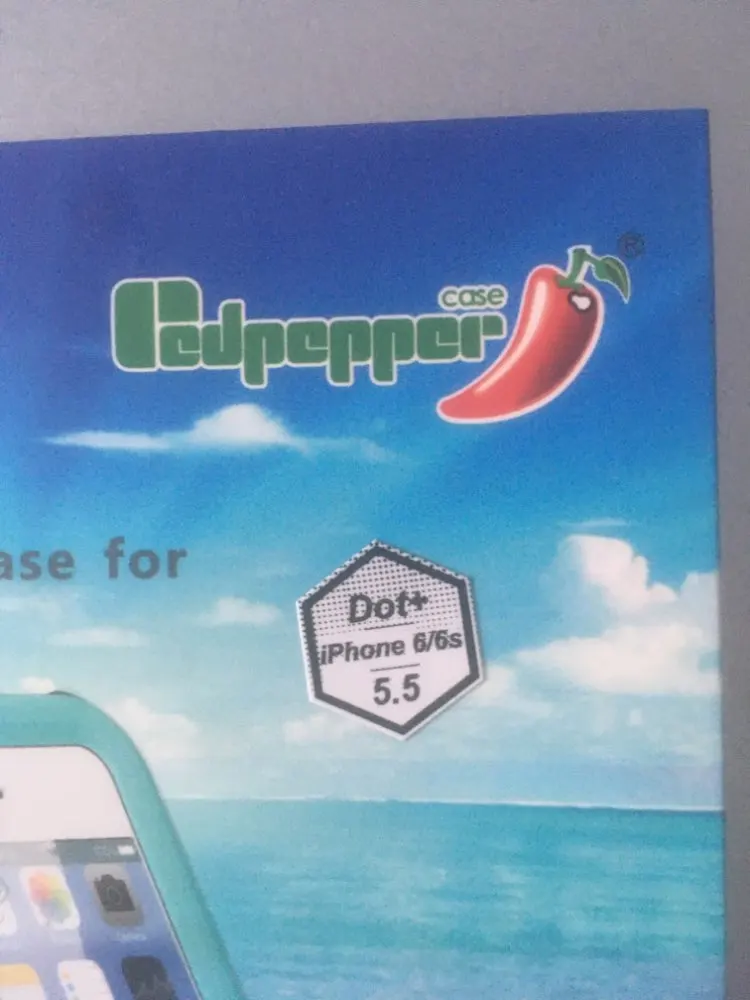 case
Redpepper
®
ase for
Dot+
iPhone 6/6s
5.5